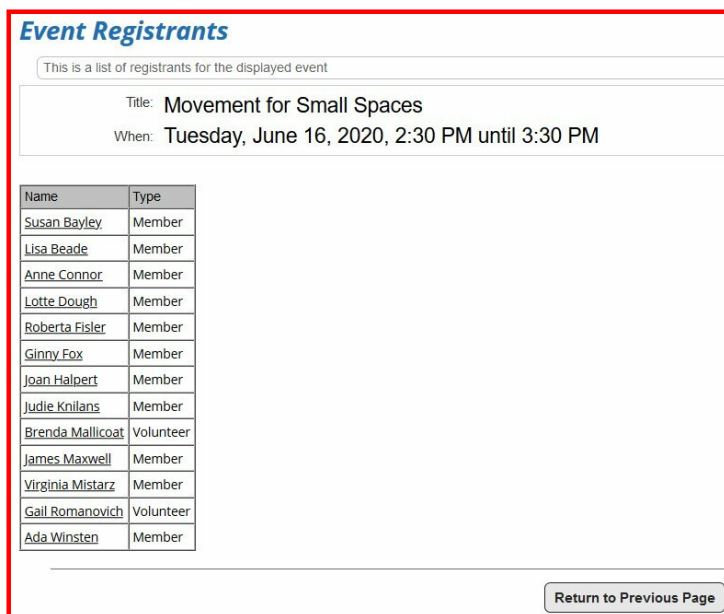 Event Registrants
This is a list of registrants for the displayed event
Title: Movement for Small Spaces
When: Tuesday, June 16, 2020, 2:30 PM until 3:30 PM
Name Type
Susan Bayley Member
Lisa Beade Member
Anne Connor Member
Lotte Dough Member
Roberta Fisler Member
Ginny Fox Member
Joan Halpert Member
Judie Knilans Member
Brenda Mallicoat Volunteer
James Maxwell Member
Virginia Mistarz Member
Gail Romanovich Volunteer
Ada Winsten Member
Return to Previous Page